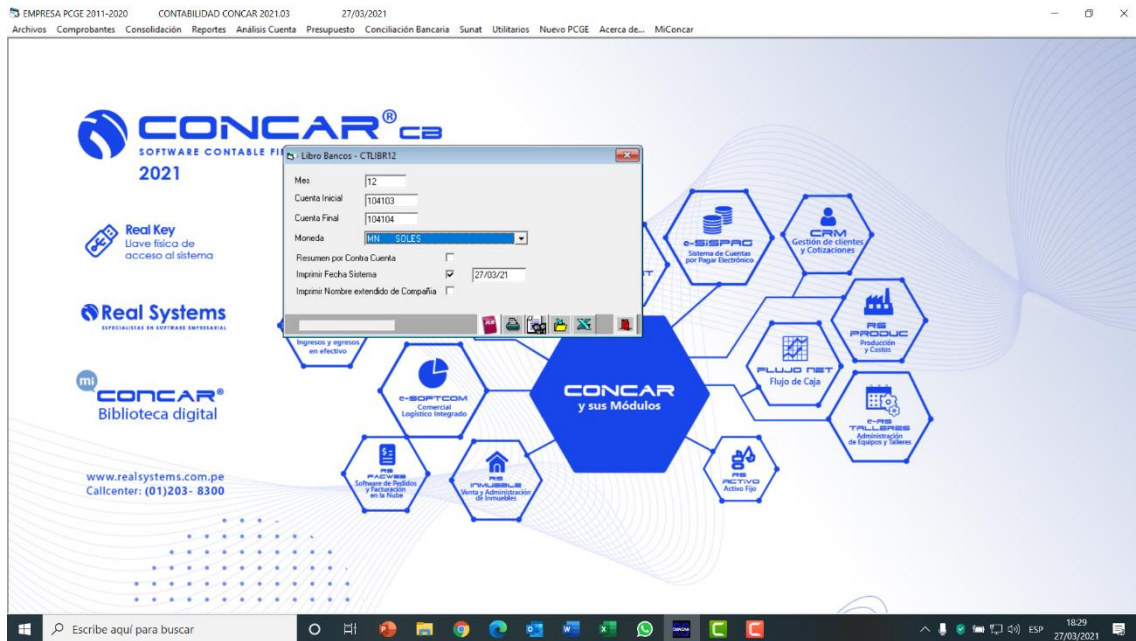 EMPRESA PCGE 2011-2020 CONTABILIDAD CONCAR 2021.03 27/03/2021
Archivos Comprobantes Consolidación Reportes Análisis Cuenta Presupuesto Conciliación Bancaria Sunat Utilitarios Nuevo PCGE Acerca de... MiConcar
CONCAR® CB
SOFTWARE CONTABLE FI
2021
Real Key
Llave física de
acceso al sistema
Real Systems
ESPECIALISTAS EN SOFTWARE EMPRESARIAL
mi
CONCAR®
Biblioteca digital
www.realsystems.com.pe
Callcenter: (01)203- 8300
Libro Bancos - CTLIBR12
Mes 12
Cuenta Inicial 104103
Cuenta Final 104104
Moneda MN SOLES
Resumen por Contra Cuenta
Imprimir Fecha Sistema 27/03/21
Imprimir Nombre extendido de Compañia
e-SISPAG
Sistema de Cuentas
por Pagar Electrónico
CRM
Gestión de clientes
y Cotizaciones
RS
PRODUC
Producción
y Costos
FLUJO NET
Flujo de Caja
e-RS
TALLERES
Administración
de Equipos y Talleres
RS
ACTIVO
Activo Fijo
CONCAR
y sus Módulos
Ingresos y egresos
en efectivo
e-SOFTCOM
Comercial
Logístico Integrado
RS
FACWEB
Software de Pedidos
y Facturación
en la Nube
RS
INMUEBLE
Venta y Administración
de Inmuebles
Escribe aquí para buscar
ESP
18:29
27/03/2021